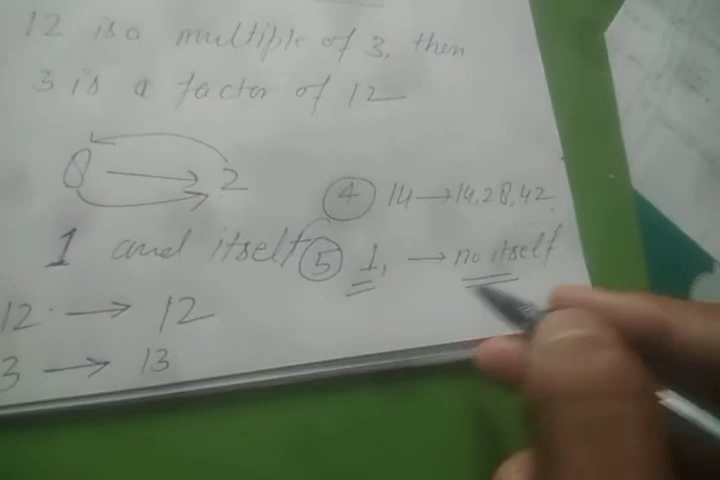 12 is a multiple of 3, then
3 is a factor of 12
→ 2
④ 14 → 14, 28, 42
1 and itself
⑤ 1, → no itself
12 → 12
3 → 13